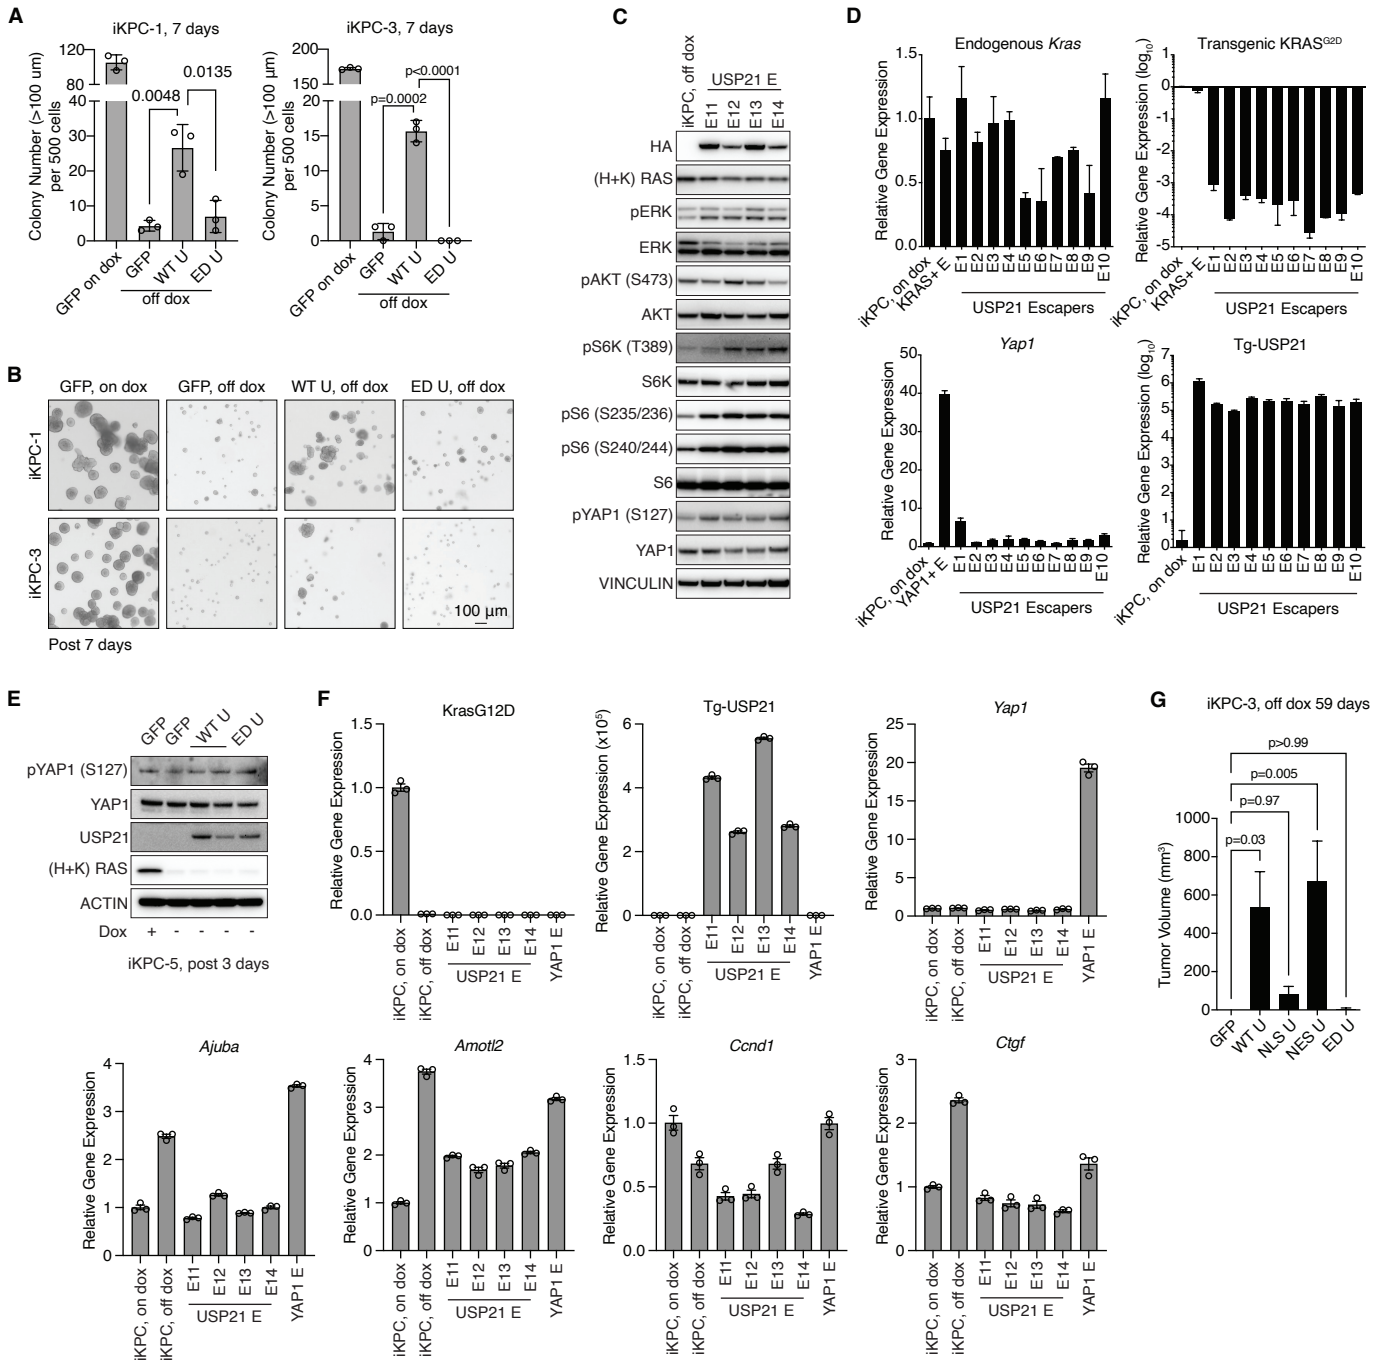 A
iKPC-1, 7 days
Colony Number (>100 um)
per 500 cells
120
80
40
30
20
10
0
0.0048
0.0135
GFP on dox
GFP
WT U
ED U
off dox
iKPC-3, 7 days
Colony Number (>100 µm)
per 500 cells
200
150
20
15
10
5
0
p=0.0002
p<0.0001
GFP on dox
GFP
WT U
ED U
off dox
B
GFP, on dox
GFP, off dox
WT U, off dox
ED U, off dox
iKPC-1
iKPC-3
100 µm
Post 7 days
C
iKPC, off dox
USP21 E
E11
E12
E13
E14
HA
(H+K) RAS
pERK
ERK
pAKT (S473)
AKT
pS6K (T389)
S6K
pS6 (S235/236)
pS6 (S240/244)
S6
pYAP1 (S127)
YAP1
VINCULIN
D
Endogenous Kras
Relative Gene Expression
1.5
1.0
0.5
0.0
iKPC, on dox
KRAS+ E
E1
E2
E3
E4
E5
E6
E7
E8
E9
E10
USP21 Escapers
Transgenic KRASG2D
Relative Gene Expression (log10)
1
0
-1
-2
-3
-4
-5
iKPC, on dox
KRAS+ E
E1
E2
E3
E4
E5
E6
E7
E8
E9
E10
USP21 Escapers
Yap1
Relative Gene Expression
50
40
30
20
10
0
iKPC, on dox
YAP1+ E
E1
E2
E3
E4
E5
E6
E7
E8
E9
E10
USP21 Escapers
Tg-USP21
Relative Gene Expression (log10)
7
6
5
4
3
2
1
0
iKPC, on dox
E1
E2
E3
E4
E5
E6
E7
E8
E9
E10
USP21 Escapers
E
GFP
GFP
WT U
ED U
pYAP1 (S127)
YAP1
USP21
(H+K) RAS
ACTIN
Dox + - - - -
iKPC-5, post 3 days
F
KrasG12D
Relative Gene Expression
1.5
1.0
0.5
0.0
iKPC, on dox
iKPC, off dox
E11
E12
E13
E14
YAP1 E
USP21 E
Tg-USP21
Relative Gene Expression (x10⁵)
6
4
2
0
iKPC, on dox
iKPC, off dox
E11
E12
E13
E14
YAP1 E
USP21 E
Yap1
Relative Gene Expression
25
20
15
10
5
0
iKPC, on dox
iKPC, off dox
E11
E12
E13
E14
YAP1 E
USP21 E
G
iKPC-3, off dox 59 days
p>0.99
p=0.005
p=0.97
p=0.03
Tumor Volume (mm³)
1000
800
600
400
200
0
GFP
WT U
NLS U
NES U
ED U
Ajuba
Relative Gene Expression
4
3
2
1
0
iKPC, on dox
iKPC, off dox
E11
E12
E13
E14
YAP1 E
USP21 E
Amotl2
Relative Gene Expression
4
3
2
1
0
iKPC, on dox
iKPC, off dox
E11
E12
E13
E14
YAP1 E
USP21 E
Ccnd1
Relative Gene Expression
1.5
1.0
0.5
0.0
iKPC, on dox
iKPC, off dox
E11
E12
E13
E14
YAP1 E
USP21 E
Ctgf
Relative Gene Expression
3
2
1
0
iKPC, on dox
iKPC, off dox
E11
E12
E13
E14
YAP1 E
USP21 E